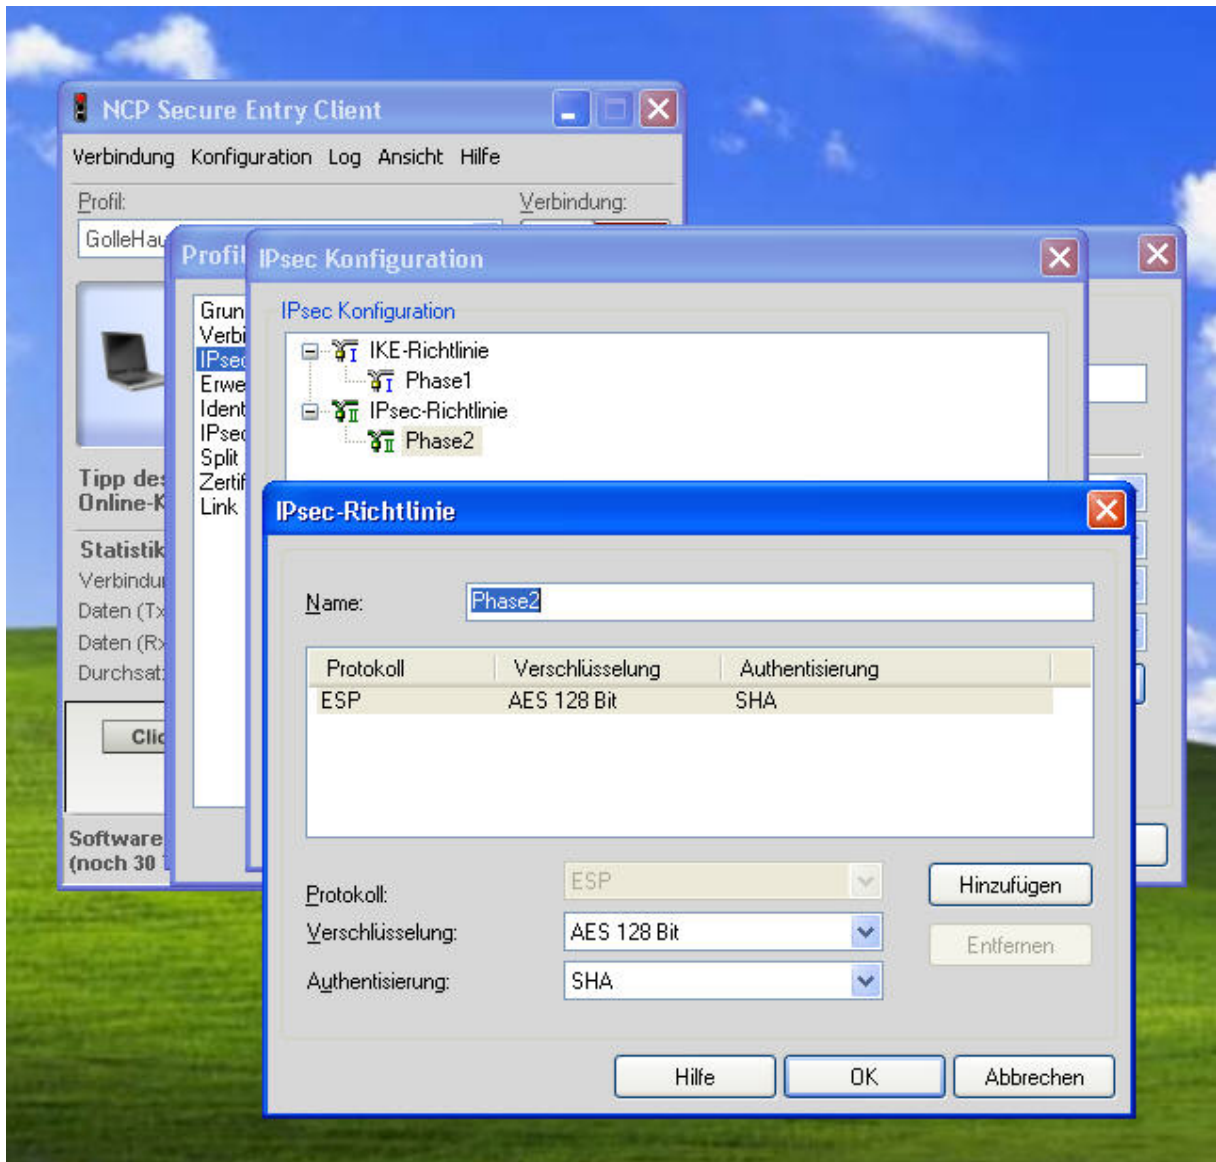 NCP Secure Entry Client
Verbindung Konfiguration Log Ansicht Hilfe
Profil:
Verbindung:
GolleHau
Profil
IPsec Konfiguration
Grun
Verbi
IPsec
Erwe
Ident
IPsec
Split
Zertif
Link
IPsec Konfiguration
IKE-Richtlinie
Phase1
IPsec-Richtlinie
Phase2
Tipp des
Online-K
Statistik
Verbindu
Daten (Tx
Daten (Rx
Durchsat
Clic
Software
(noch 30
IPsec-Richtlinie
Name: Phase2
Protokoll Verschlüsselung Authentisierung
ESP AES 128 Bit SHA
Protokoll: ESP
Verschlüsselung: AES 128 Bit
Authentisierung: SHA
Hinzufügen
Entfernen
Hilfe OK Abbrechen